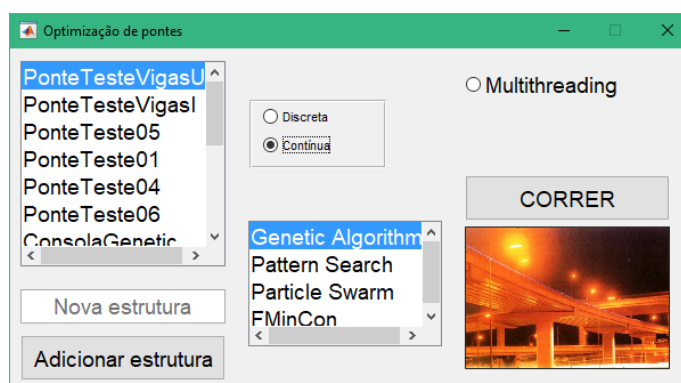 Optimização de pontes
PonteTesteVigasU
PonteTesteVigasI
PonteTeste05
PonteTeste01
PonteTeste04
PonteTeste06
ConsolaGenetic
Nova estrutura
Adicionar estrutura
Discreta
Contínua
Genetic Algorithm
Pattern Search
Particle Swarm
FMinCon
Multithreading
CORRER